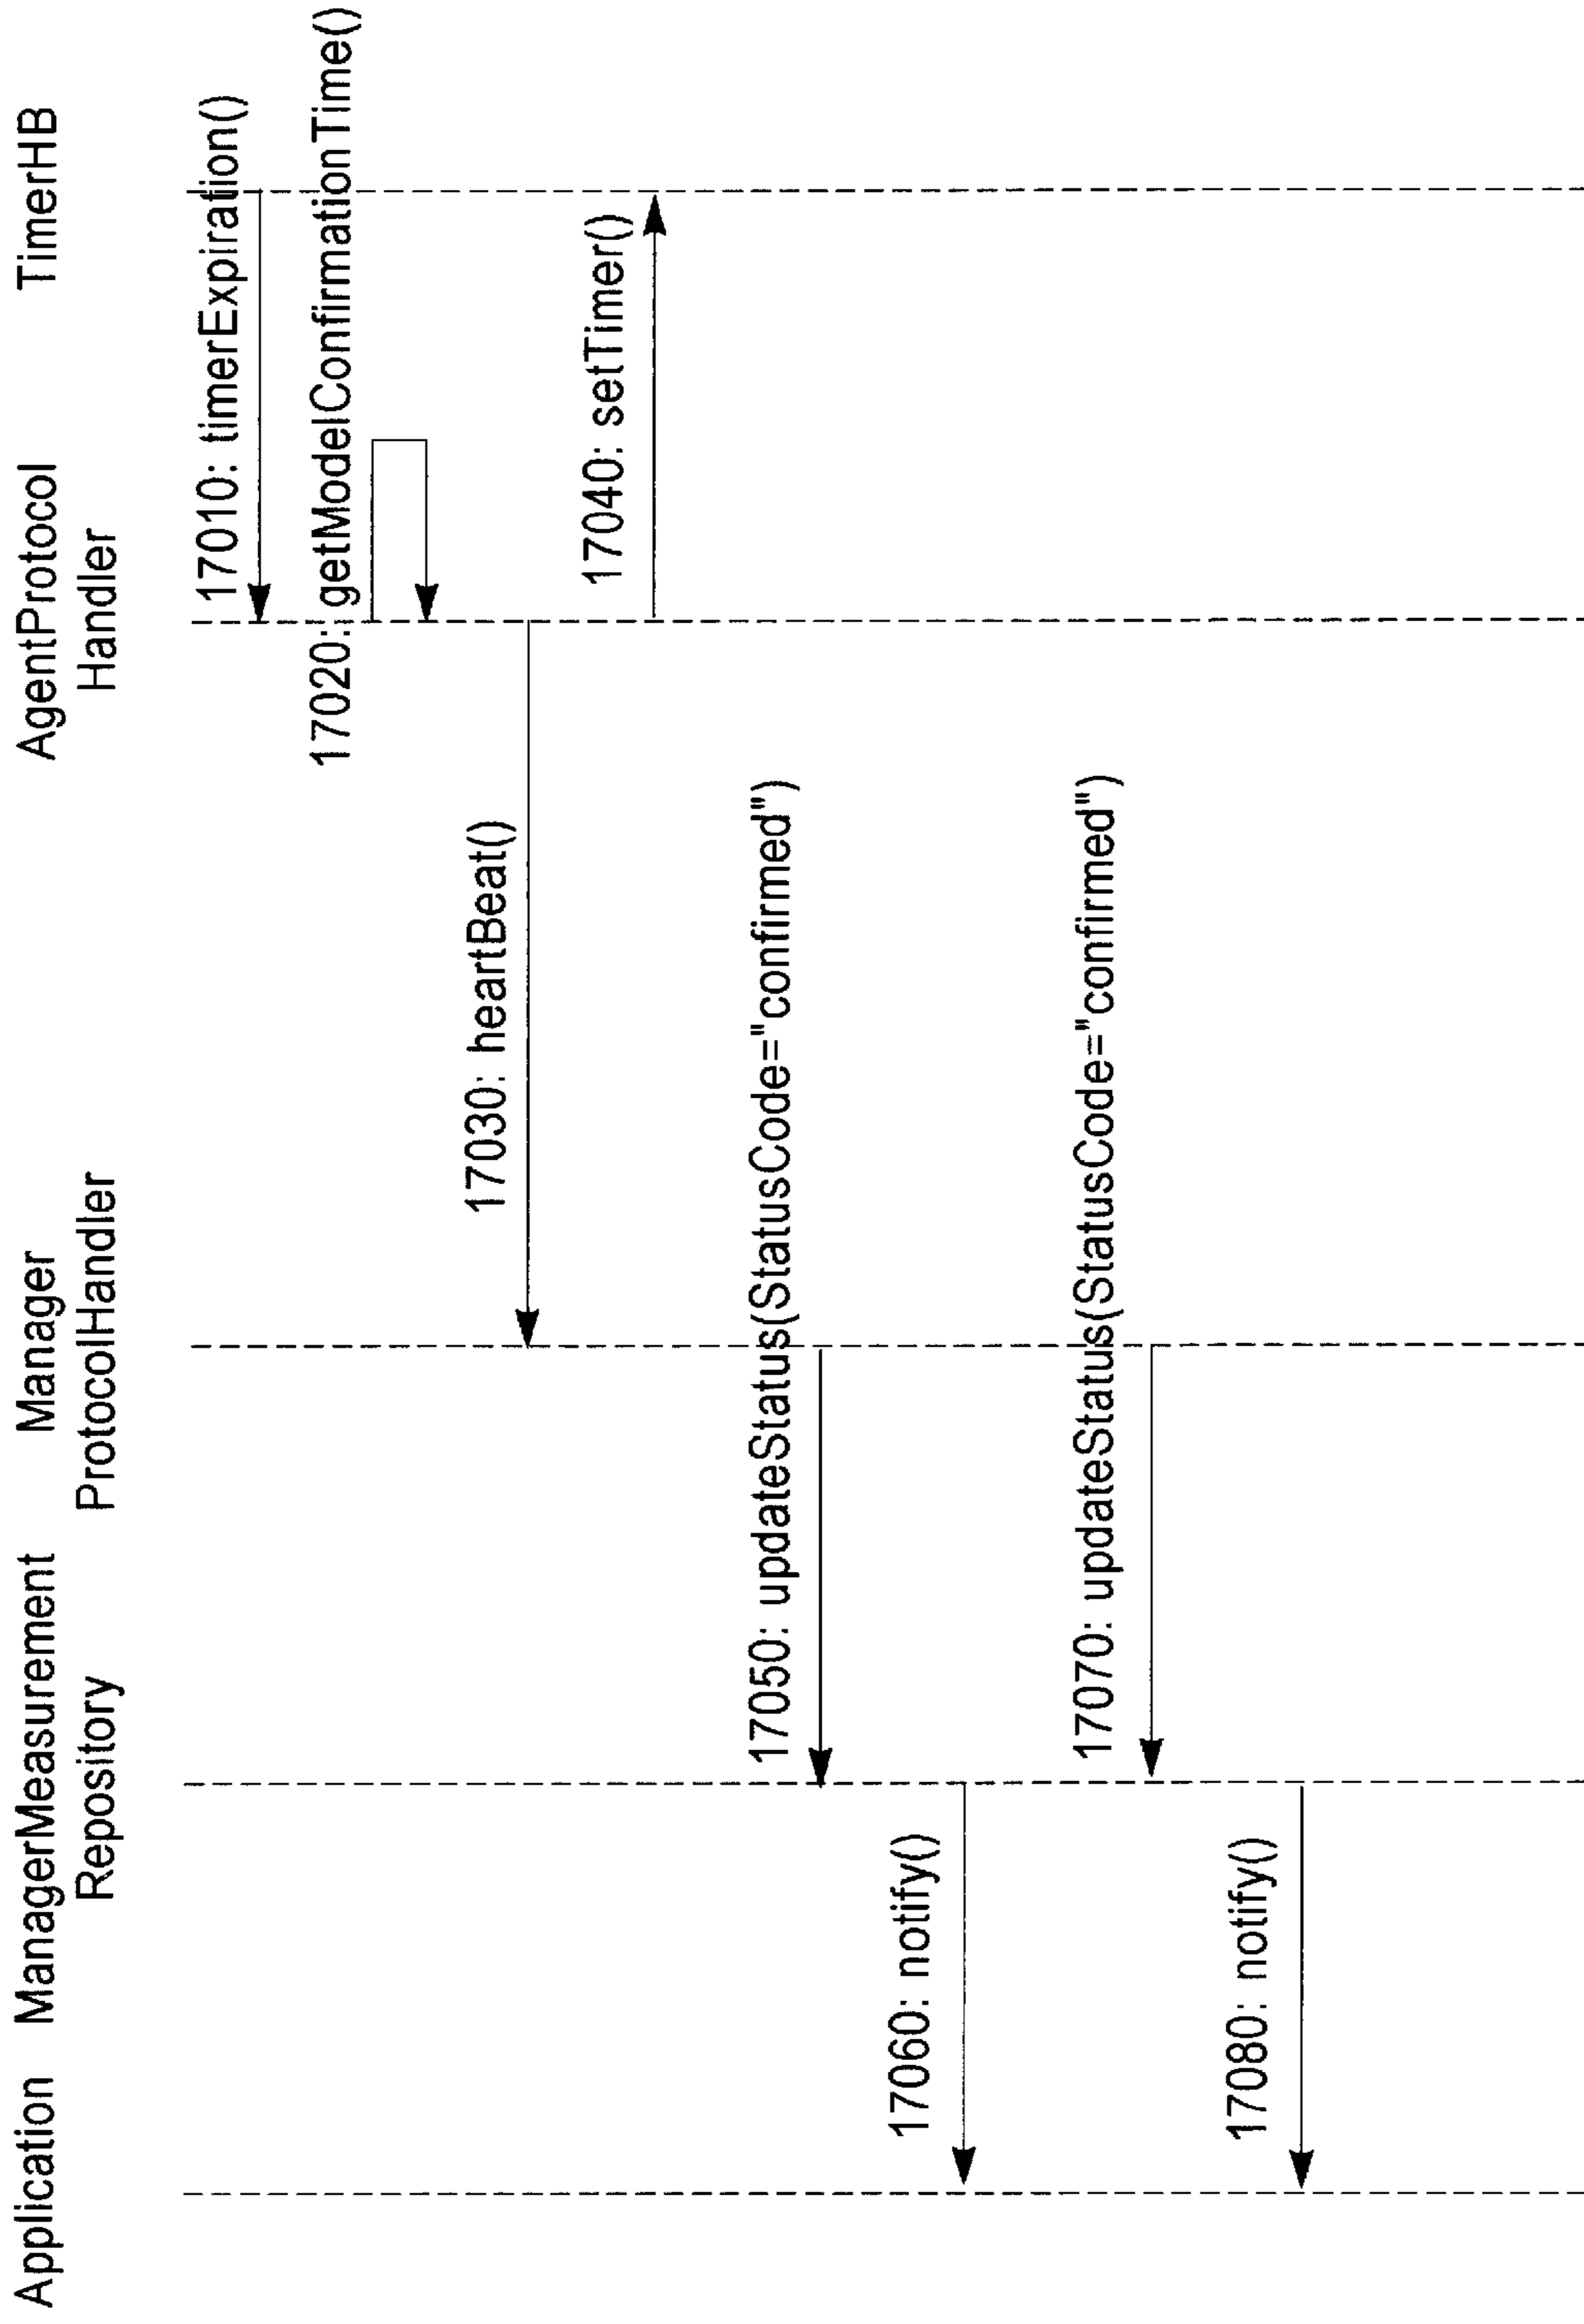 Application
ManagerMeasurement
Repository
Manager
ProtocolHandler
AgentProtocol
Handler
TimerHB
17010: timerExpiration()
17020: getModelConfirmationTime()
17030: heartBeat()
17040: setTimer()
17050: updateStatus(StatusCode="confirmed")
17060: notify()
17070: updateStatus(StatusCode="confirmed")
17080: notify()